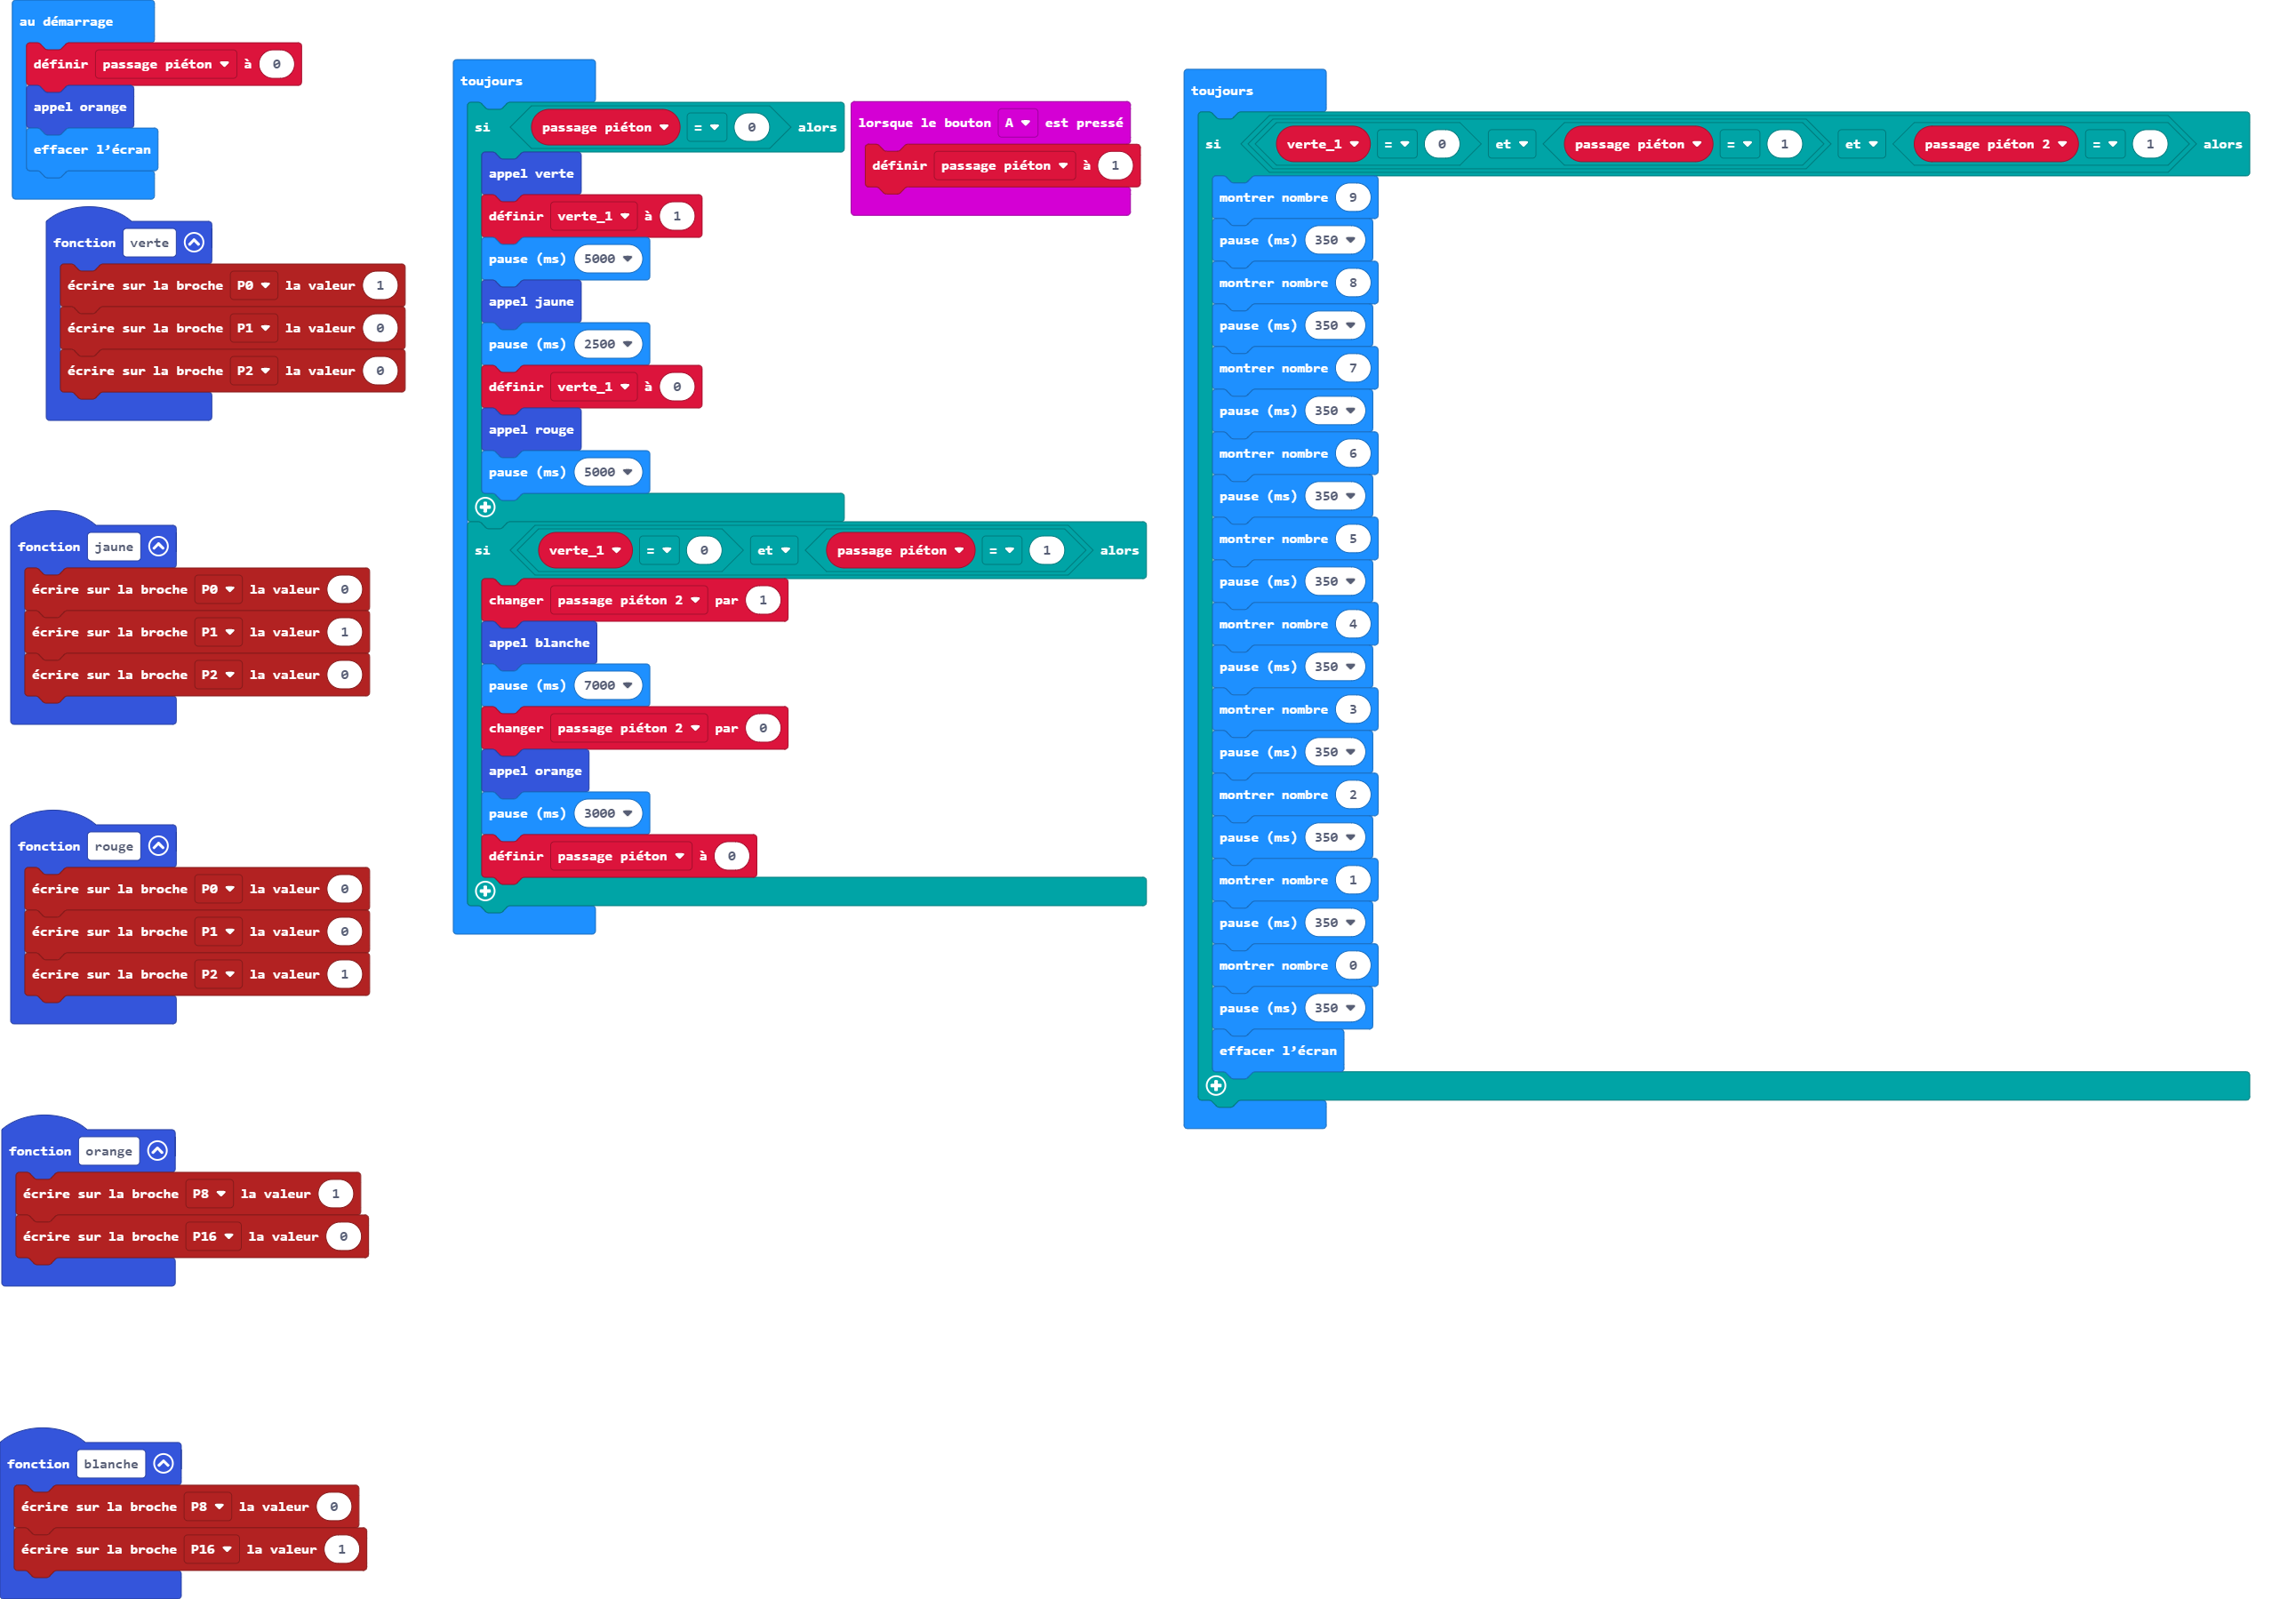 au démarrage
définir passage piéton à 0
appel orange
effacer l’écran
fonction verte
écrire sur la broche P0 la valeur 1
écrire sur la broche P1 la valeur 0
écrire sur la broche P2 la valeur 0
fonction jaune
écrire sur la broche P0 la valeur 0
écrire sur la broche P1 la valeur 1
écrire sur la broche P2 la valeur 0
fonction rouge
écrire sur la broche P0 la valeur 0
écrire sur la broche P1 la valeur 0
écrire sur la broche P2 la valeur 1
fonction orange
écrire sur la broche P8 la valeur 1
écrire sur la broche P16 la valeur 0
fonction blanche
écrire sur la broche P8 la valeur 0
écrire sur la broche P16 la valeur 1
toujours
si passage piéton = 0 alors
appel verte
définir verte_1 à 1
pause (ms) 5000
appel jaune
pause (ms) 2500
définir verte_1 à 0
appel rouge
pause (ms) 5000
si verte_1 = 0 et passage piéton = 1 alors
changer passage piéton 2 par 1
appel blanche
pause (ms) 7000
changer passage piéton 2 par 0
appel orange
pause (ms) 3000
définir passage piéton à 0
lorsque le bouton A est pressé
définir passage piéton à 1
toujours
si verte_1 = 0 et passage piéton = 1 et passage piéton 2 = 1 alors
montrer nombre 9
pause (ms) 350
montrer nombre 8
pause (ms) 350
montrer nombre 7
pause (ms) 350
montrer nombre 6
pause (ms) 350
montrer nombre 5
pause (ms) 350
montrer nombre 4
pause (ms) 350
montrer nombre 3
pause (ms) 350
montrer nombre 2
pause (ms) 350
montrer nombre 1
pause (ms) 350
montrer nombre 0
pause (ms) 350
effacer l’écran